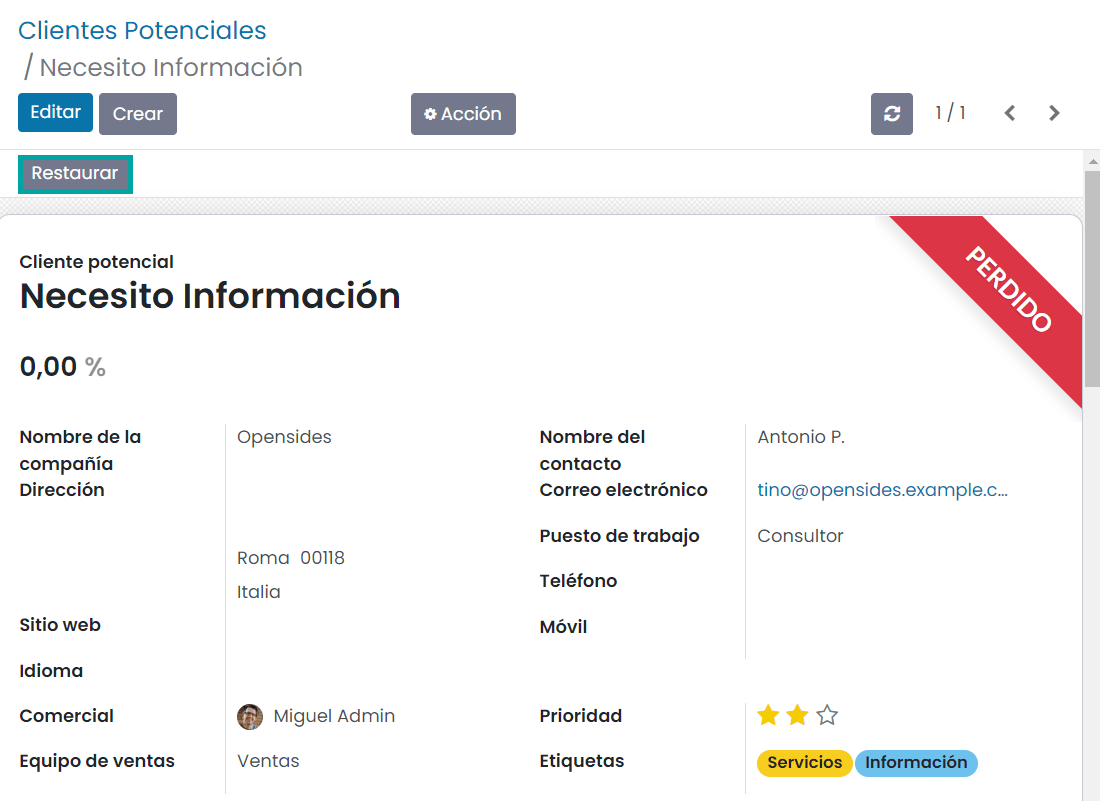 Clientes Potenciales
/ Necesito Información
Editar
Crear
Acción
1 / 1
Restaurar
PERDIDO
Cliente potencial
Necesito Información
0,00 %
Nombre de la
compañía
Opensides
Dirección
Roma 00118
Italia
Sitio web
Idioma
Nombre del
contacto
Antonio P.
Correo electrónico
tino@opensides.example.c...
Puesto de trabajo
Consultor
Teléfono
Móvil
Comercial
Miguel Admin
Equipo de ventas
Ventas
Prioridad
Etiquetas
Servicios
Información